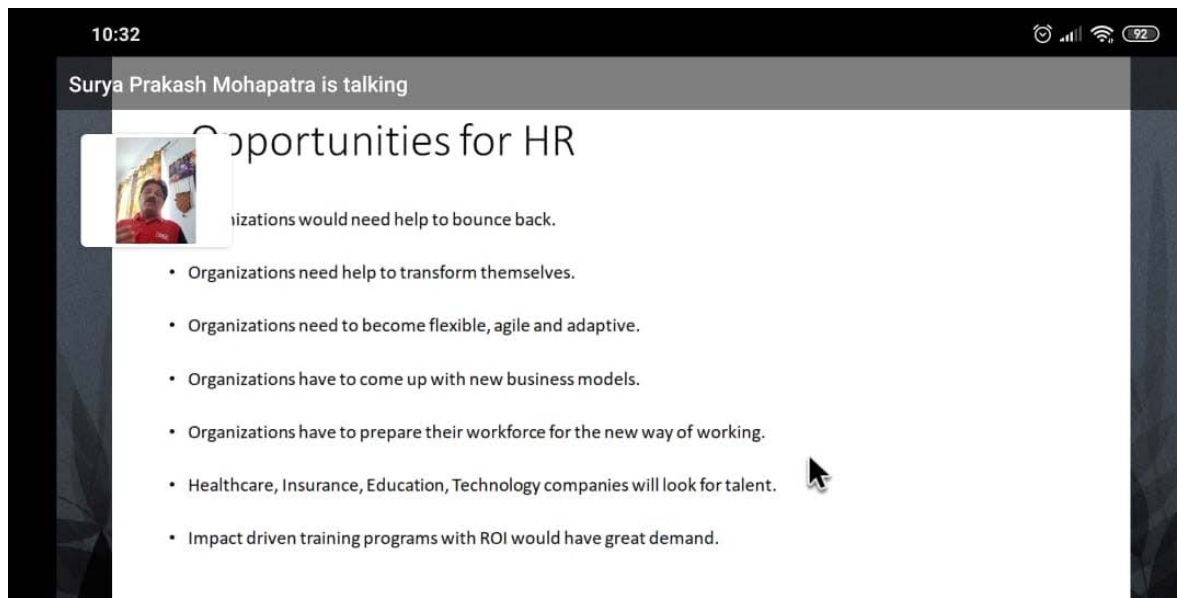 10:32
92
Surya Prakash Mohapatra is talking
for HR
would need help to bounce back.
• Organizations need help to transform themselves.
• Organizations need to become flexible, agile and adaptive.
• Organizations have to come up with new business models.
• Organizations have to prepare their workforce for the new way of working.
• Healthcare, Insurance, Education, Technology companies will look for talent.
• Impact driven training programs with ROI would have great demand.